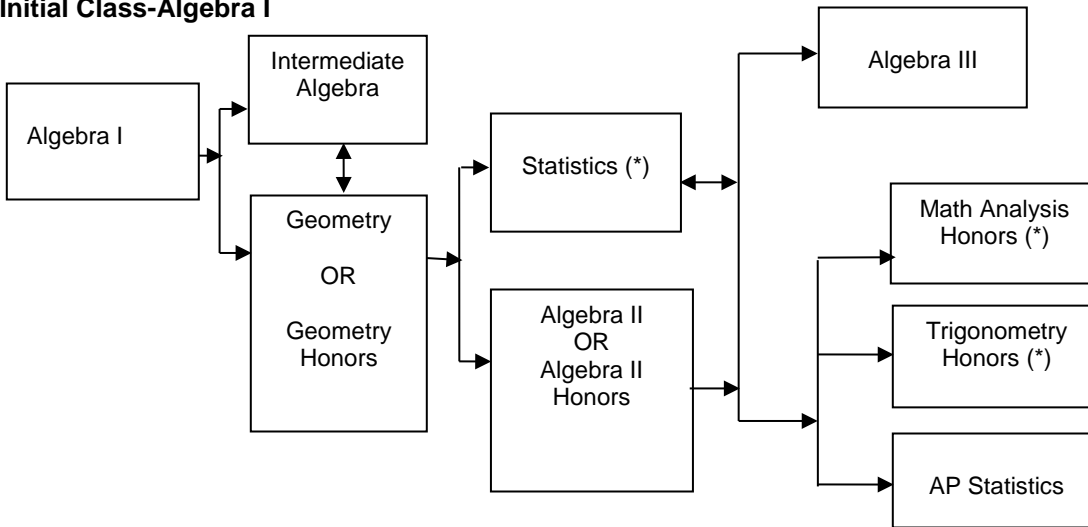 Initial Class-Algebra I
Algebra I
Intermediate
Algebra
Geometry
OR
Geometry
Honors
Statistics (*)
Algebra II
OR
Algebra II
Honors
Algebra III
Math Analysis
Honors (*)
Trigonometry
Honors (*)
AP Statistics